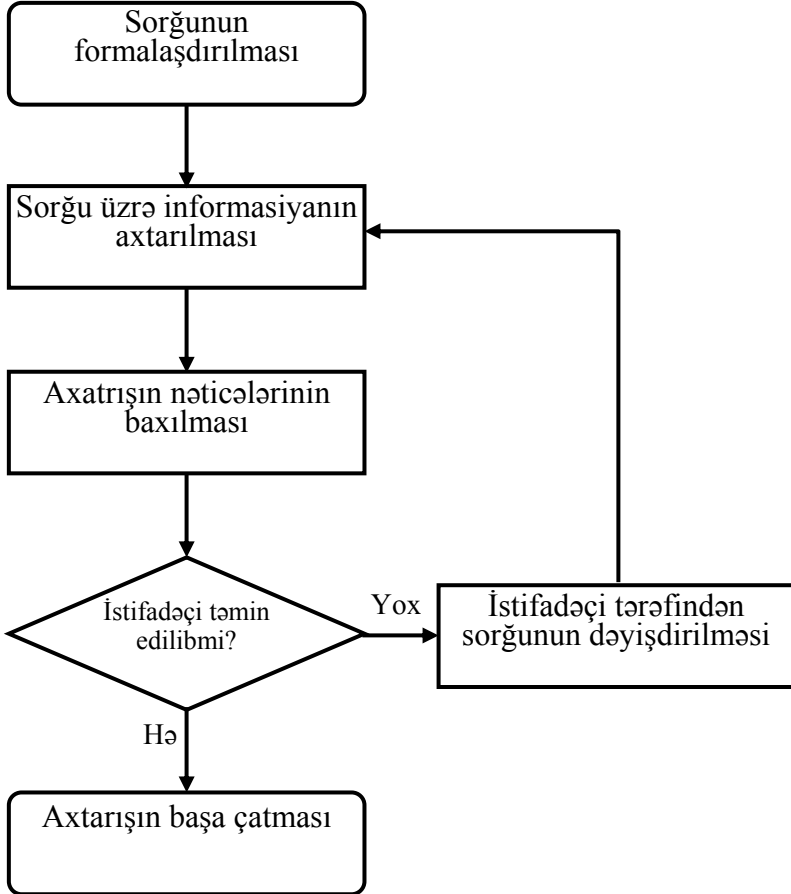 Sorğunun
formalaşdırılması
Sorğu üzrə informasiyanın
axtarılması
Axatrışın nəticələrinin
baxılması
İstifadəçi təmin
edilibmi?
Yox
İstifadəçi tərəfindən
sorğunun dəyişdirilməsi
Hə
Axtarışın başa çatması